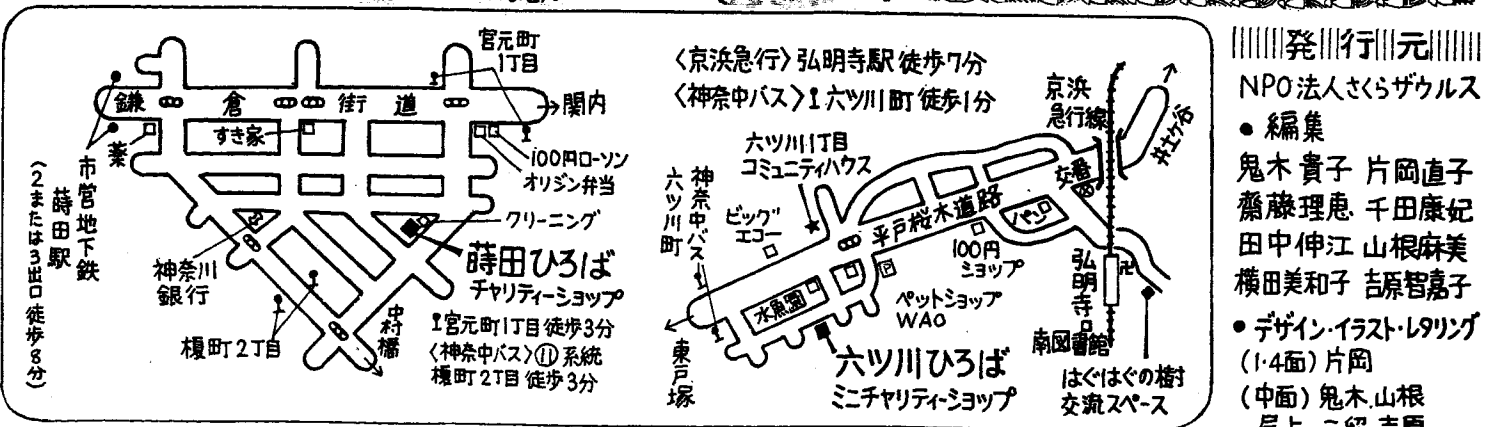 宮元町
1丁目
鎌倉街道
→関内
薬
すき家
100円ローソン
オリジン弁当
市営地下鉄
蒔田駅
(2または3出口徒歩8分)
クリーニング
蒔田ひろば
チャリティーショップ
宮元町1丁目徒歩3分
〈神奈中バス〉⑪系統
榎町2丁目徒歩3分
神奈川
銀行
榎町2丁目
中村橋
〈京浜急行〉弘明寺駅徒歩7分
〈神奈中バス〉六ツ川町徒歩1分
京浜
急行線
井土ヶ谷
六ツ川1丁目
コミュニティハウス
交番
神奈中バス
六ツ川町
ビッグ
エコー
平戸桜木道路
パチンコ
100円
ショップ
弘明寺
卍
水魚園
P
ペットショップ
WAO
六ツ川ひろば
ミニチャリティーショップ
東戸塚
南図書館
はぐはぐの樹
交流スペース
発行元
NPO法人さくらザウルス
●編集
鬼木貴子 片岡直子
齋藤理恵 千田康妃
田中伸江 山根麻美
横田美和子 吉原智嘉子
●デザイン・イラスト・レタリング
(1・4面)片岡
(中面)鬼木、山根